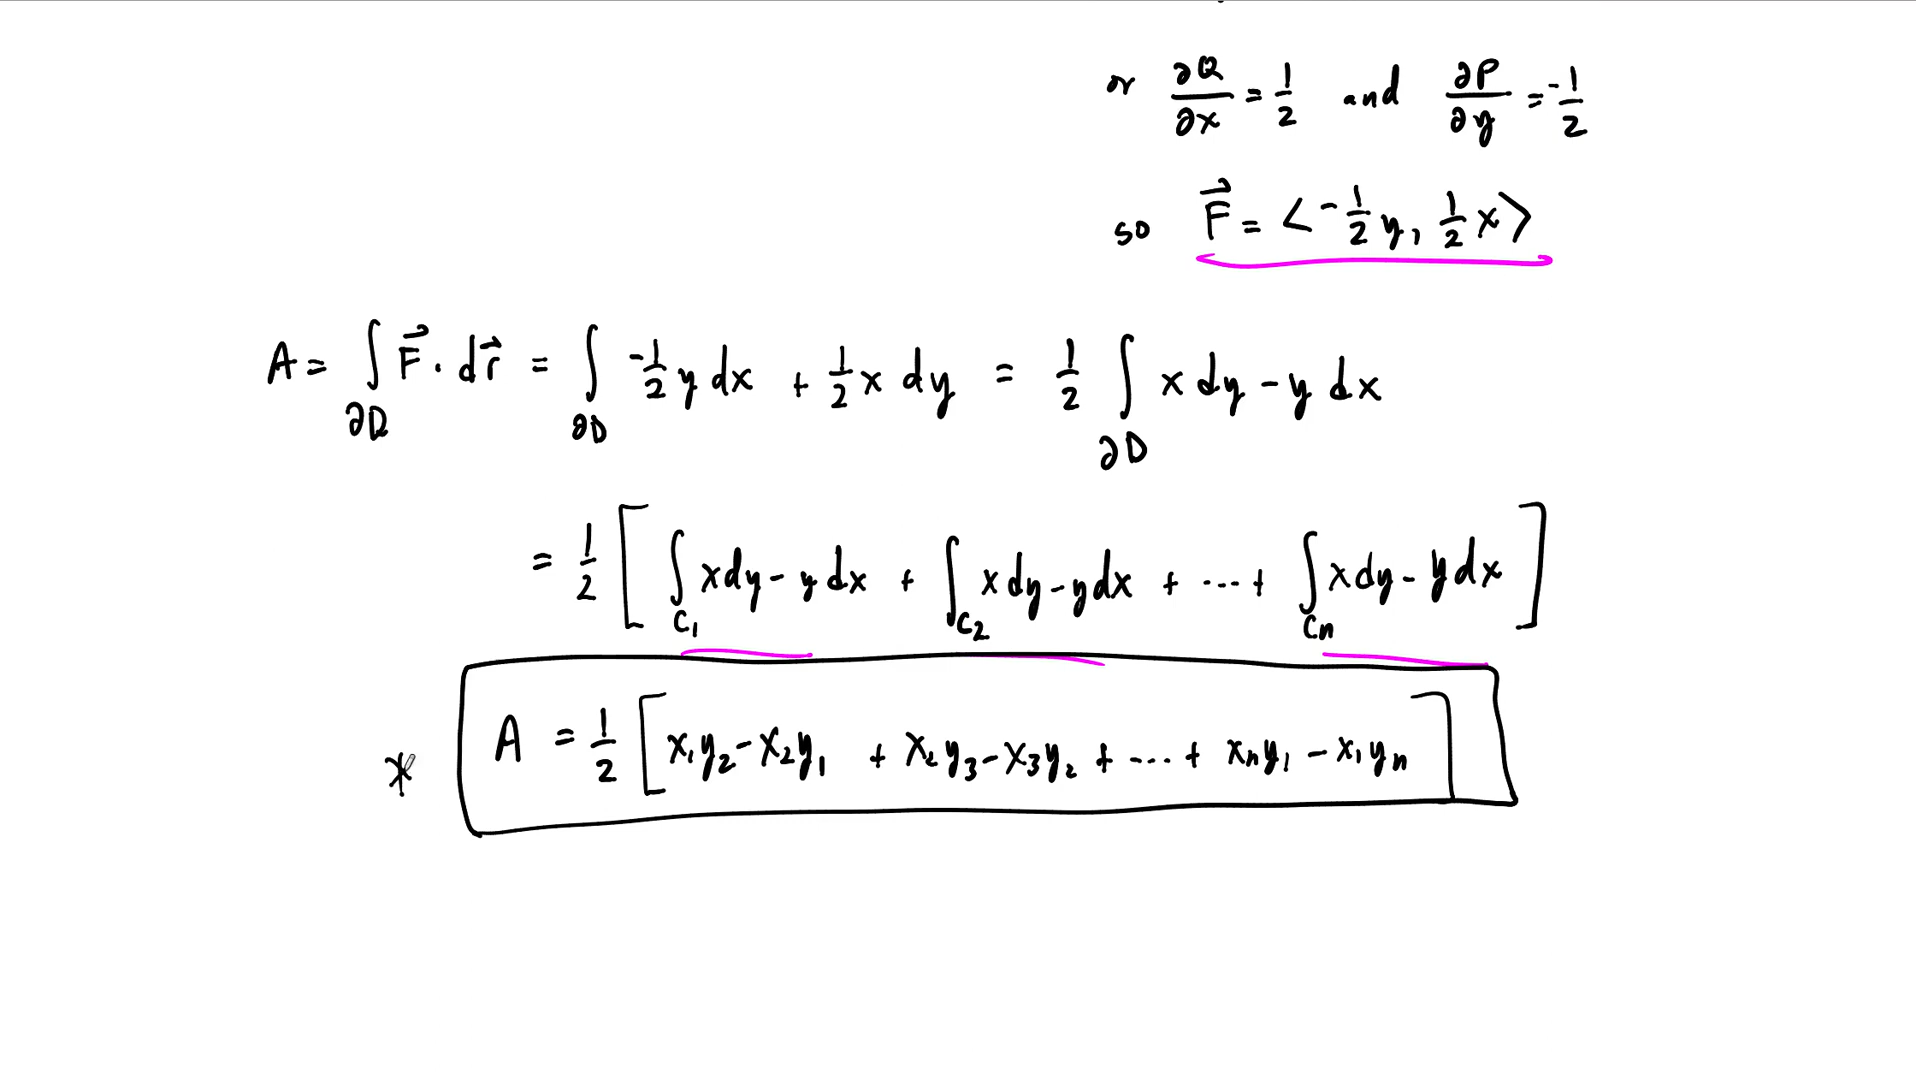 or ∂Q/∂x = 1/2 and ∂P/∂y = -1/2
so F⃗ = < -1/2 y, 1/2 x >
A = ∫_∂D F⃗ · dr⃗ = ∫_∂D -1/2 y dx + 1/2 x dy = 1/2 ∫_∂D x dy - y dx
= 1/2 [ ∫_C₁ x dy - y dx + ∫_C₂ x dy - y dx + ... + ∫_Cn x dy - y dx ]
* A = 1/2 [ x₁y₂ - x₂y₁ + x₂y₃ - x₃y₂ + ... + xₙy₁ - x₁yₙ ]